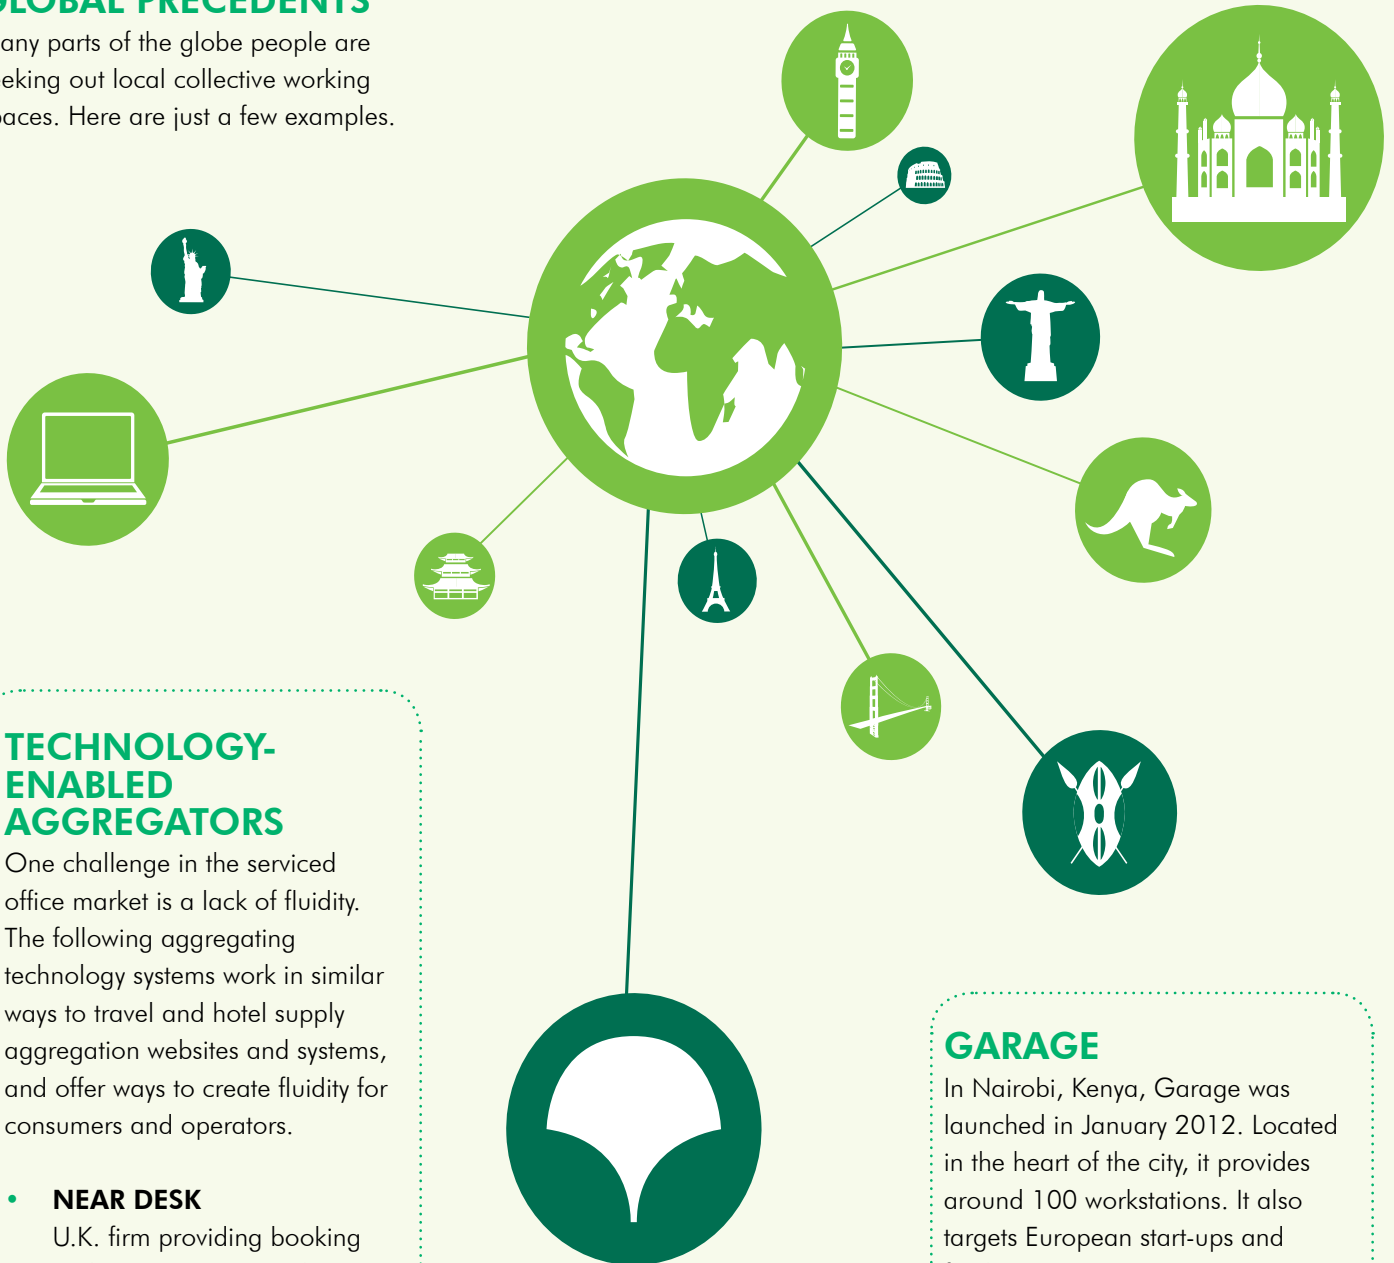 GLOBAL PRECEDENTS
any parts of the globe people are
eking out local collective working
paces. Here are just a few examples.
TECHNOLOGY-
ENABLED
AGGREGATORS
One challenge in the serviced
office market is a lack of fluidity.
The following aggregating
technology systems work in similar
ways to travel and hotel supply
aggregation websites and systems,
and offer ways to create fluidity for
consumers and operators.
• NEAR DESK
U.K. firm providing booking
GARAGE
In Nairobi, Kenya, Garage was
launched in January 2012. Located
in the heart of the city, it provides
around 100 workstations. It also
targets European start-ups and